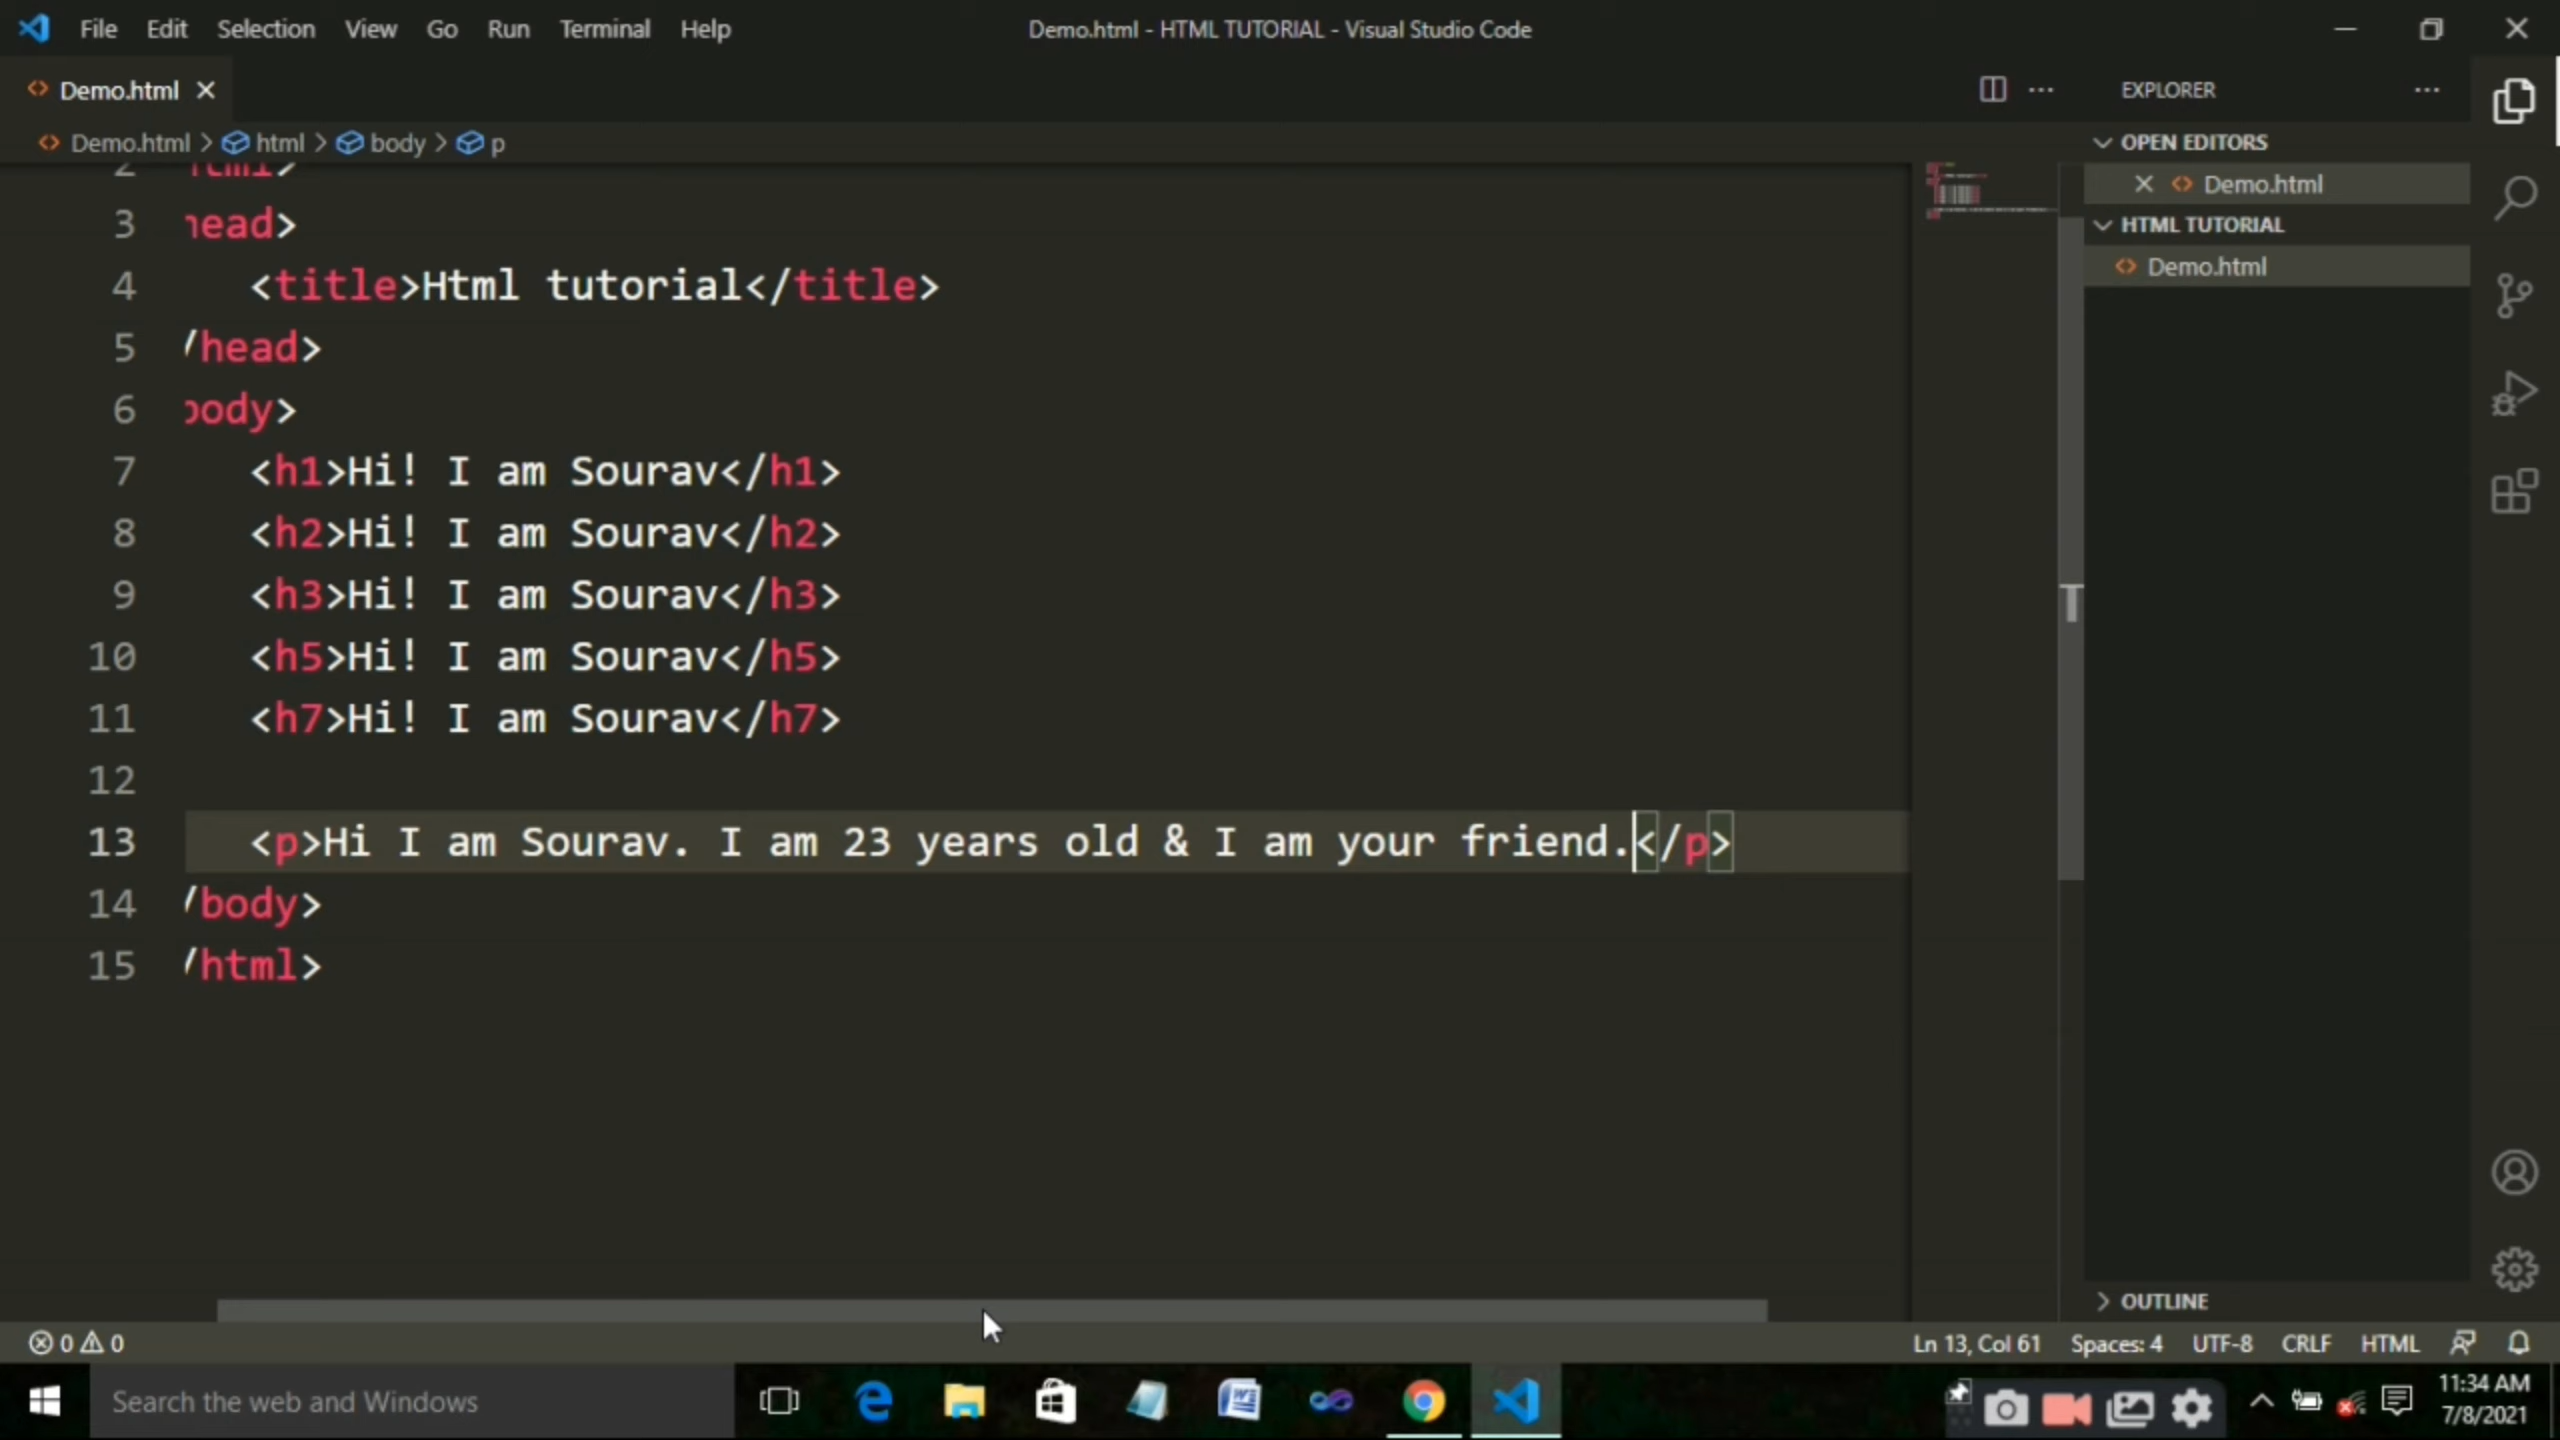 File Edit Selection View Go Run Terminal Help Demo.html - HTML TUTORIAL - Visual Studio Code
Demo.html
EXPLORER
Demo.html > html > body > p
OPEN EDITORS
Demo.html
HTML TUTORIAL
Demo.html
2 html>
3 head>
4 <title>Html tutorial</title>
5 /head>
6 body>
7 <h1>Hi! I am Sourav</h1>
8 <h2>Hi! I am Sourav</h2>
9 <h3>Hi! I am Sourav</h3>
10 <h5>Hi! I am Sourav</h5>
11 <h7>Hi! I am Sourav</h7>
12
13 <p>Hi I am Sourav. I am 23 years old & I am your friend.</p>
14 /body>
15 /html>
OUTLINE
0 0 Ln 13, Col 61 Spaces: 4 UTF-8 CRLF HTML
Search the web and Windows
11:34 AM
7/8/2021